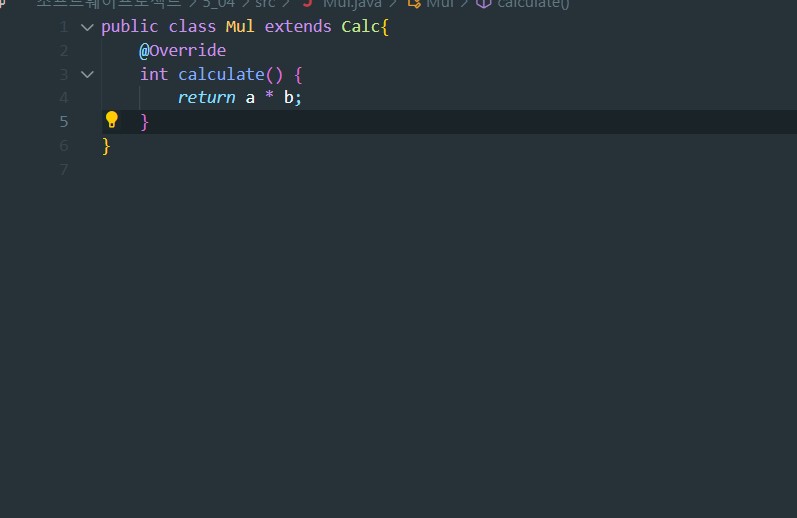 소프트웨어프로젝트 > 5_04 > src > Mul.java > Mul > calculate()
1 public class Mul extends Calc{
2 @Override
3 int calculate() {
4 return a * b;
5 }
6 }
7